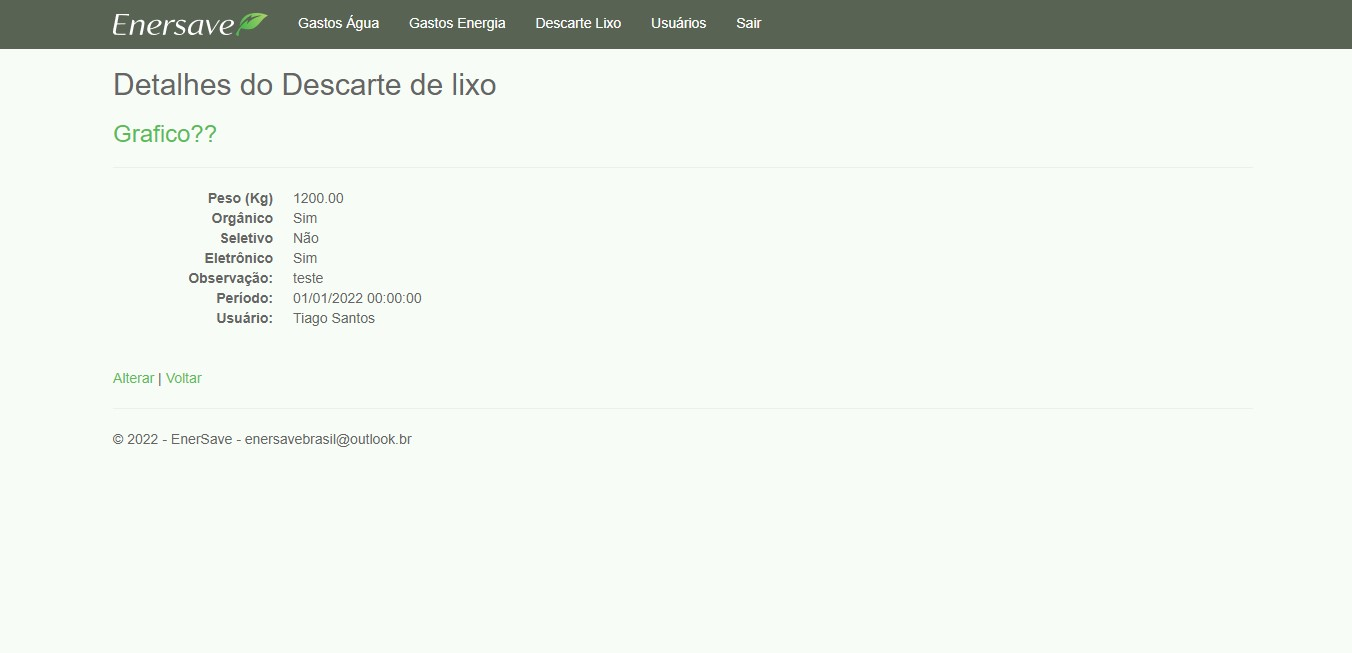 Enersave Gastos Água Gastos Energia Descarte Lixo Usuários Sair
Detalhes do Descarte de lixo
Grafico??
Peso (Kg) 1200.00
Orgânico Sim
Seletivo Não
Eletrônico Sim
Observação: teste
Período: 01/01/2022 00:00:00
Usuário: Tiago Santos
Alterar | Voltar
© 2022 - EnerSave - enersavebrasil@outlook.br